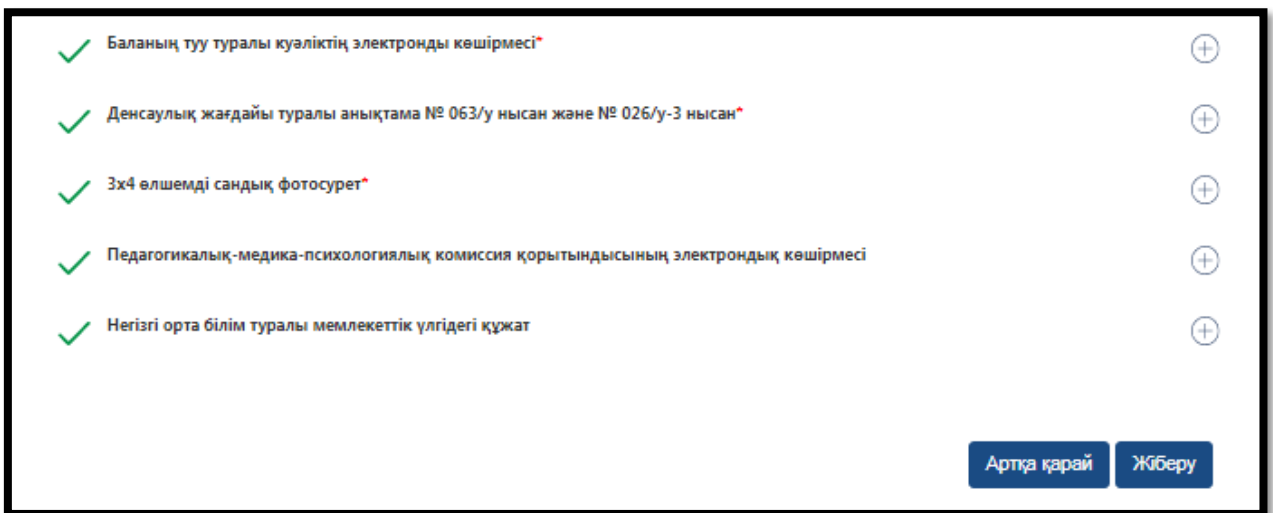 Баланың туу туралы куәліктің электронды көшірмесі*
Денсаулық жағдайы туралы анықтама № 063/у нысан және № 026/у-3 нысан*
3х4 өлшемді сандық фотосурет*
Педагогикалық-медика-психологиялық комиссия қорытындысының электрондық көшірмесі
Негізгі орта білім туралы мемлекеттік үлгідегі құжат
Артқа қарай Жіберу